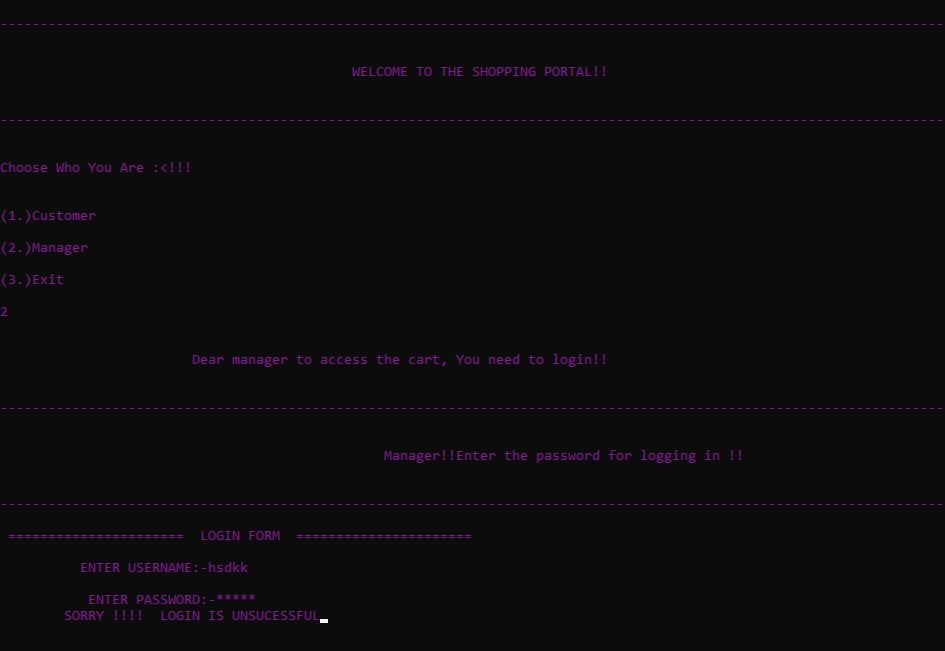 ----------------------------------------------------------------------------------------------------------------------
WELCOME TO THE SHOPPING PORTAL!!
----------------------------------------------------------------------------------------------------------------------
Choose Who You Are :<!!!
(1.)Customer
(2.)Manager
(3.)Exit
2
Dear manager to access the cart, You need to login!!
----------------------------------------------------------------------------------------------------------------------
Manager!!Enter the password for logging in !!
----------------------------------------------------------------------------------------------------------------------
======================  LOGIN FORM  ======================
ENTER USERNAME:-hsdkk
ENTER PASSWORD:-*****
SORRY !!!!  LOGIN IS UNSUCESSFUL